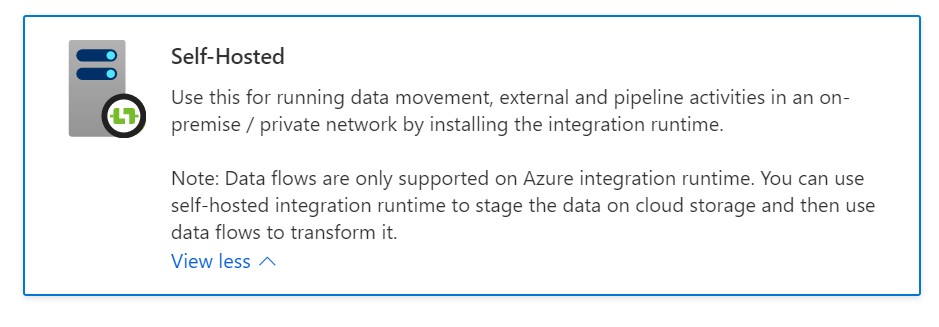 Self-Hosted
Use this for running data movement, external and pipeline activities in an on-
premise / private network by installing the integration runtime.
Note: Data flows are only supported on Azure integration runtime. You can use
self-hosted integration runtime to stage the data on cloud storage and then use
data flows to transform it.
View less